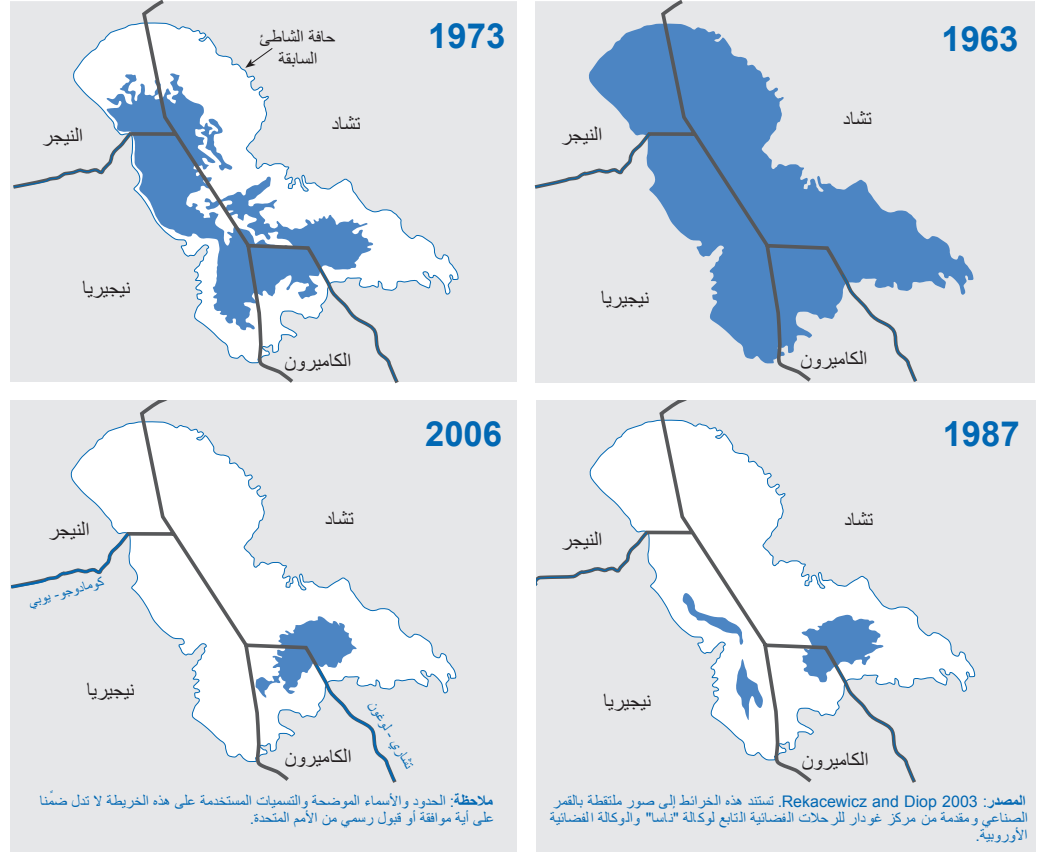 1963
تشاد
النيجر
نيجيريا
الكاميرون
1973
حافة الشاطئ
السابقة
تشاد
النيجر
نيجيريا
الكاميرون
1987
تشاد
النيجر
نيجيريا
الكاميرون
المصدر: Rekacewicz and Diop 2003. تستند هذه الخرائط إلى صور ملتقطة بالقمر
الصناعي ومقدمة من مركز غودار للرحلات الفضائية التابع لوكالة "ناسا" والوكالة الفضائية
الأوروبية.
2006
تشاد
النيجر
كومادوجو- يوبي
نيجيريا
تشاري - لوغون
الكاميرون
ملاحظة: الحدود والأسماء الموضحة والتسميات المستخدمة على هذه الخريطة لا تدل ضمْنا
على أية موافقة أو قبول رسمي من الأمم المتحدة.